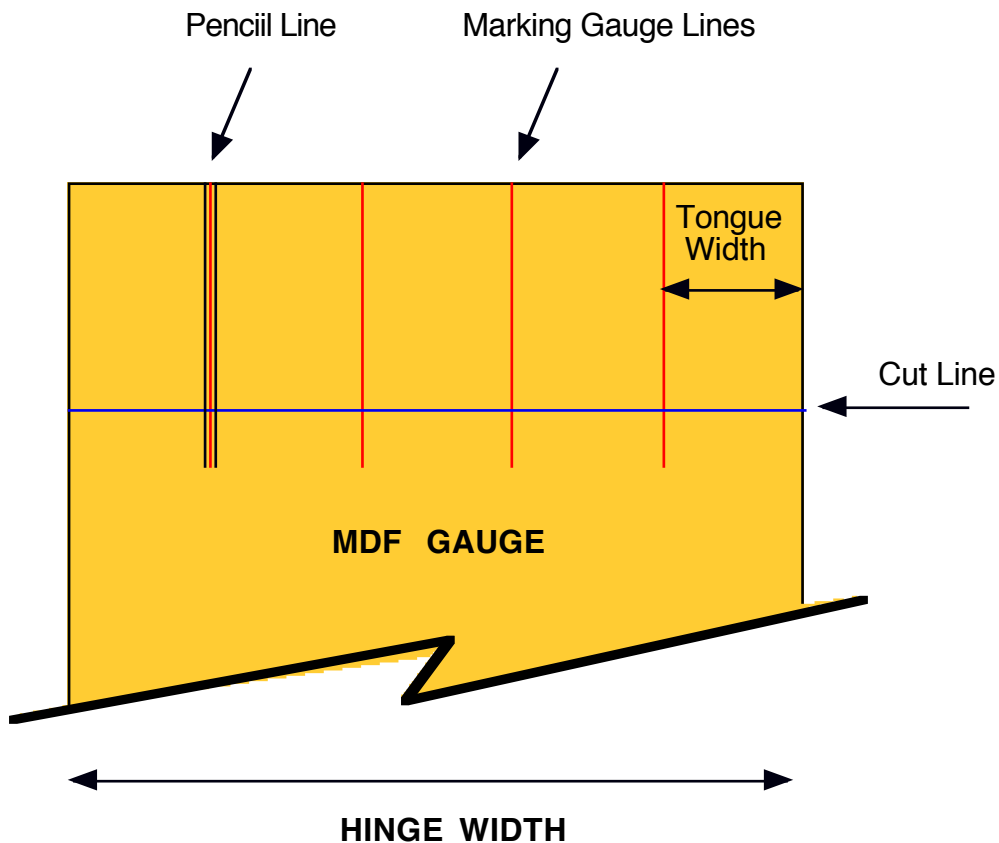 Penciil Line
Marking Gauge Lines
Tongue
Width
Cut Line
MDF GAUGE
HINGE WIDTH